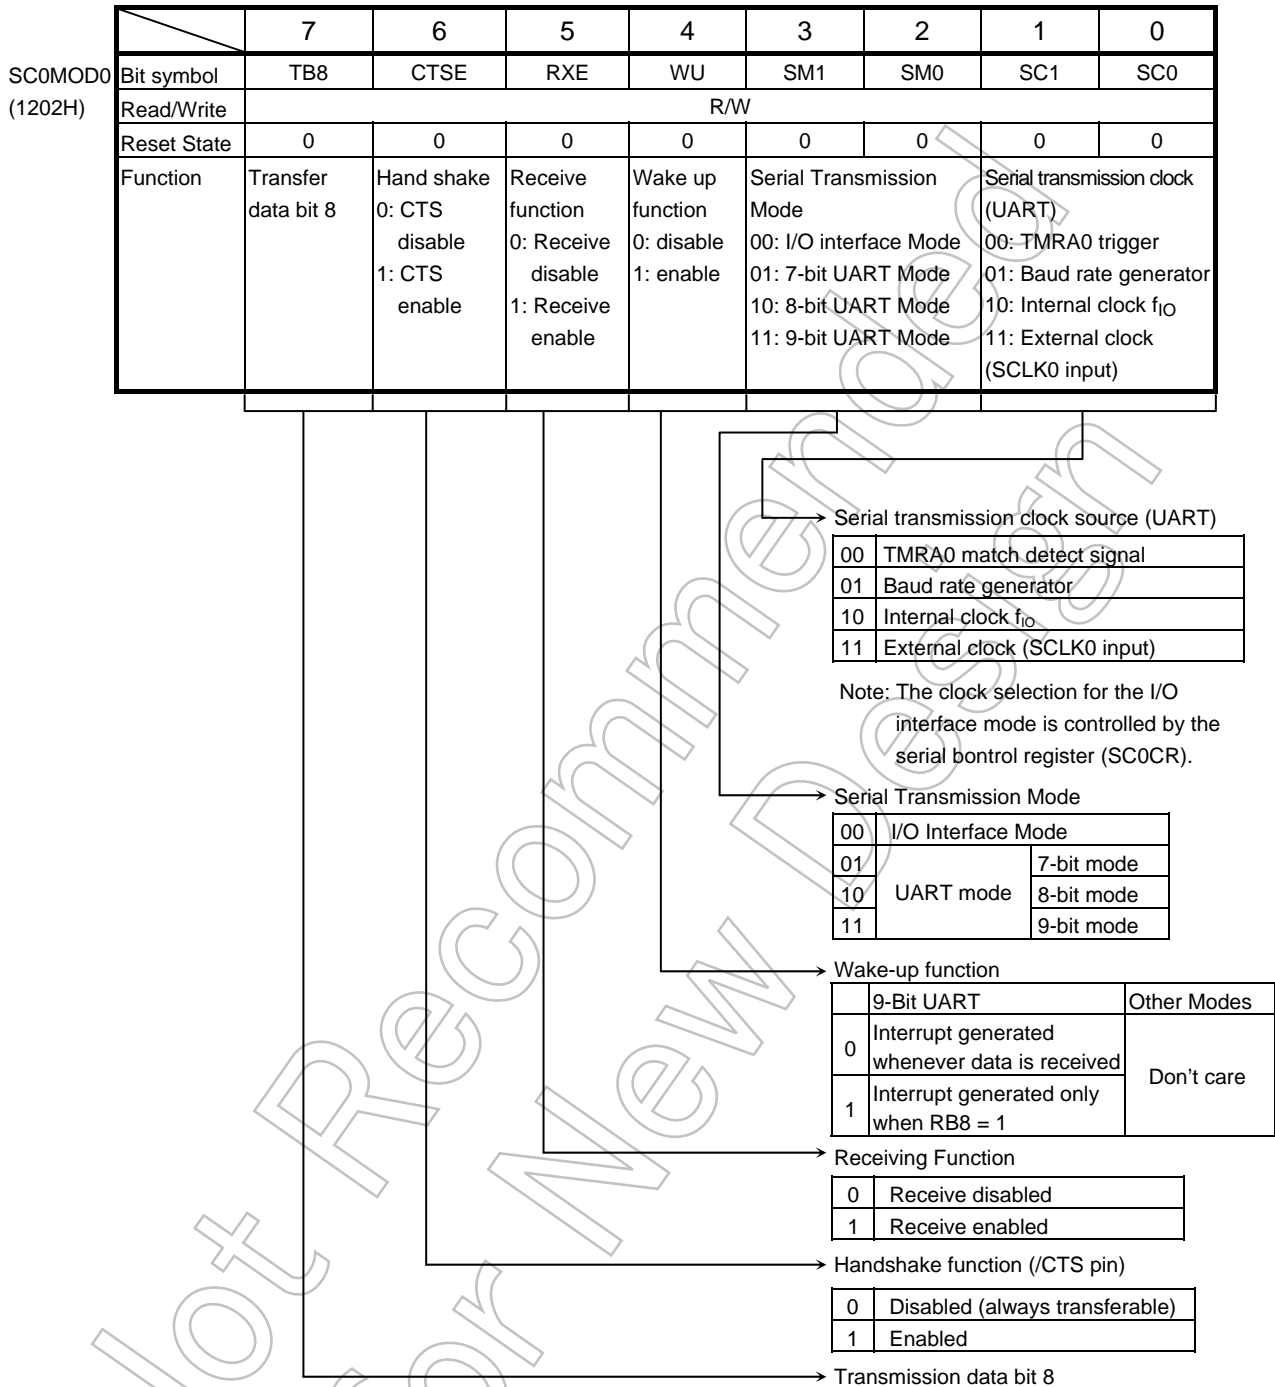 7 6 5 4 3 2 1 0
SC0MOD0 Bit symbol TB8 CTSE RXE WU SM1 SM0 SC1 SC0
(1202H) Read/Write R/W
Reset State 0 0 0 0 0 0 0 0
Function Transfer Hand shake Receive Wake up Serial Transmission Serial transmission clock
data bit 8 0: CTS function function Mode (UART)
disable 0: Receive 0: disable 00: I/O interface Mode 00: TMRA0 trigger
1: CTS disable 1: enable 01: 7-bit UART Mode 01: Baud rate generator
enable 1: Receive 10: 8-bit UART Mode 10: Internal clock fIO
enable 11: 9-bit UART Mode 11: External clock
(SCLK0 input)
Serial transmission clock source (UART)
00 TMRA0 match detect signal
01 Baud rate generator
10 Internal clock fIO
11 External clock (SCLK0 input)
Note: The clock selection for the I/O
interface mode is controlled by the
serial bontrol register (SC0CR).
Serial Transmission Mode
00 I/O Interface Mode
01 7-bit mode
10 UART mode 8-bit mode
11 9-bit mode
Wake-up function
9-Bit UART Other Modes
0 Interrupt generated
whenever data is received
Don't care
1 Interrupt generated only
when RB8 = 1
Receiving Function
0 Receive disabled
1 Receive enabled
Handshake function (/CTS pin)
0 Disabled (always transferable)
1 Enabled
Transmission data bit 8
Not Recommended
for New Design